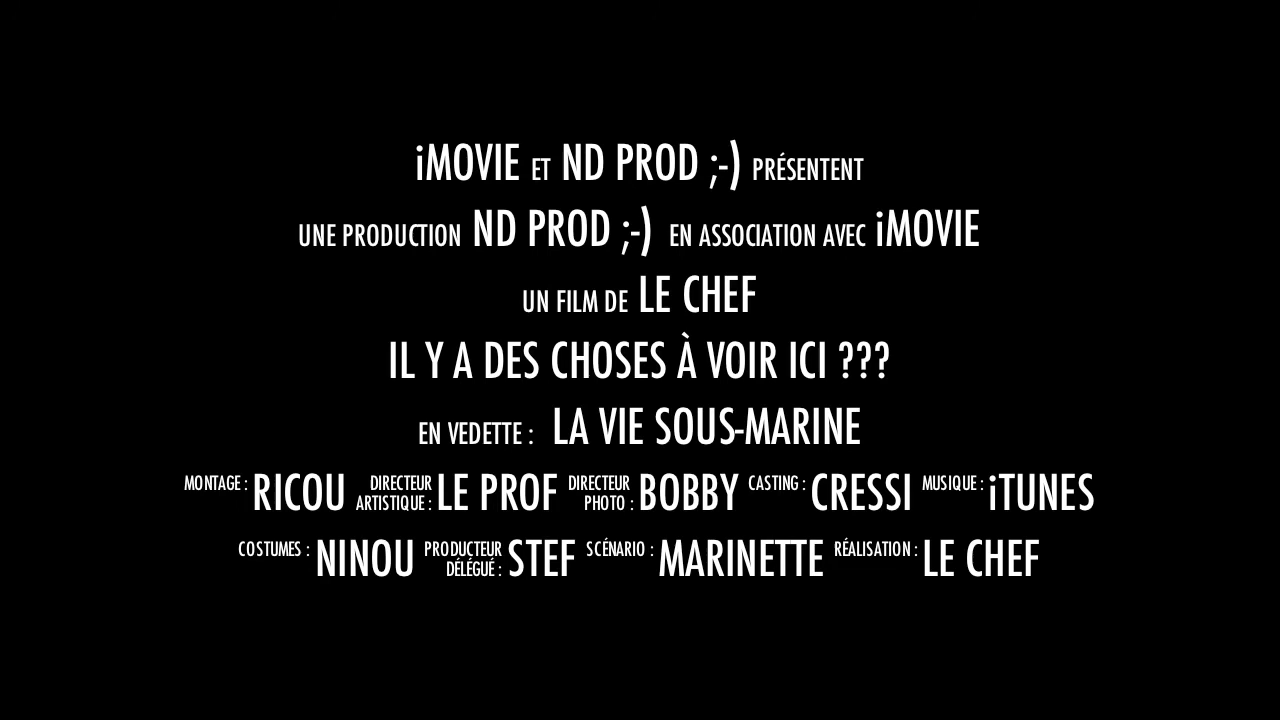 iMOVIE ET ND PROD ;-) PRÉSENTENT
UNE PRODUCTION ND PROD ;-) EN ASSOCIATION AVEC iMOVIE
UN FILM DE LE CHEF
IL Y A DES CHOSES À VOIR ICI ???
EN VEDETTE : LA VIE SOUS-MARINE
MONTAGE : RICOU DIRECTEUR ARTISTIQUE : LE PROF DIRECTEUR PHOTO : BOBBY CASTING : CRESSI MUSIQUE : iTUNES
COSTUMES : NINOU PRODUCTEUR DÉLÉGUÉ : STEF SCÉNARIO : MARINETTE RÉALISATION : LE CHEF